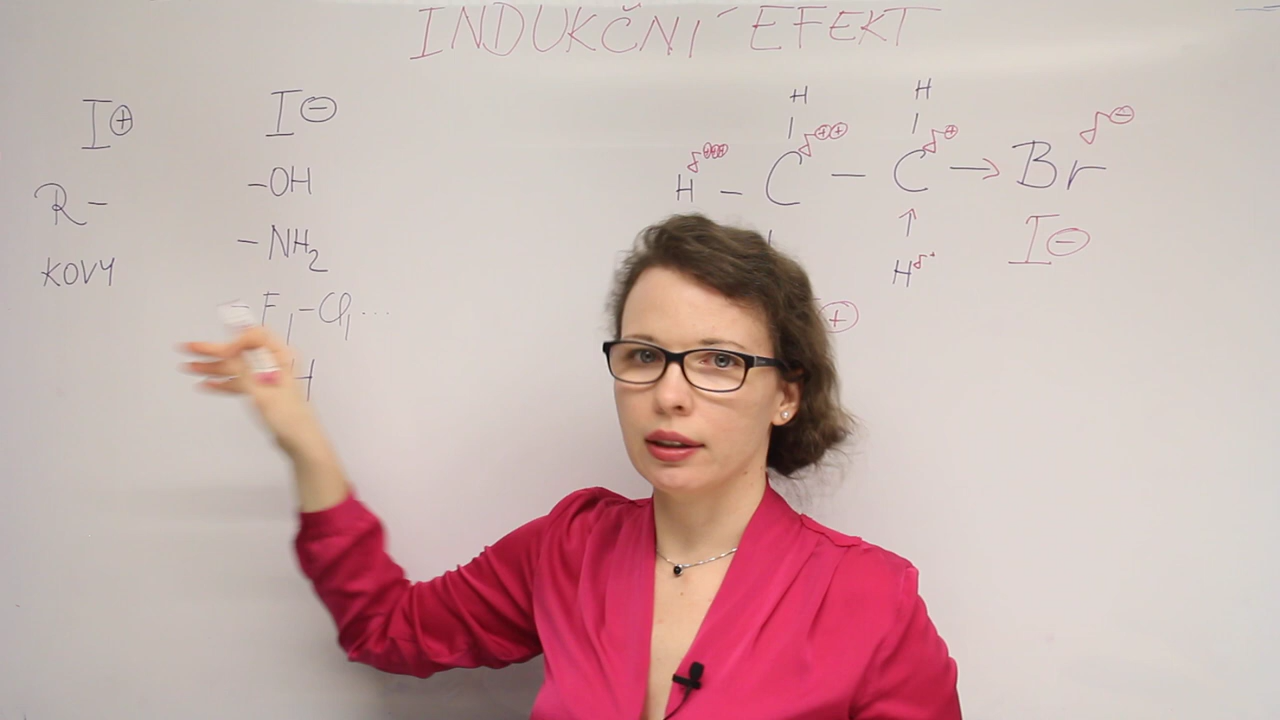 INDUKČNÍ EFEKT
I⊕
R-
KOVY
I⊖
-OH
-NH₂
-F, -Cl, ...
H
H H
δ⊕⊕⊕ δ⊕⊕ δ⊕ δ⊖
H - C - C → Br
↑
H δ⁺
I⊖
⊕